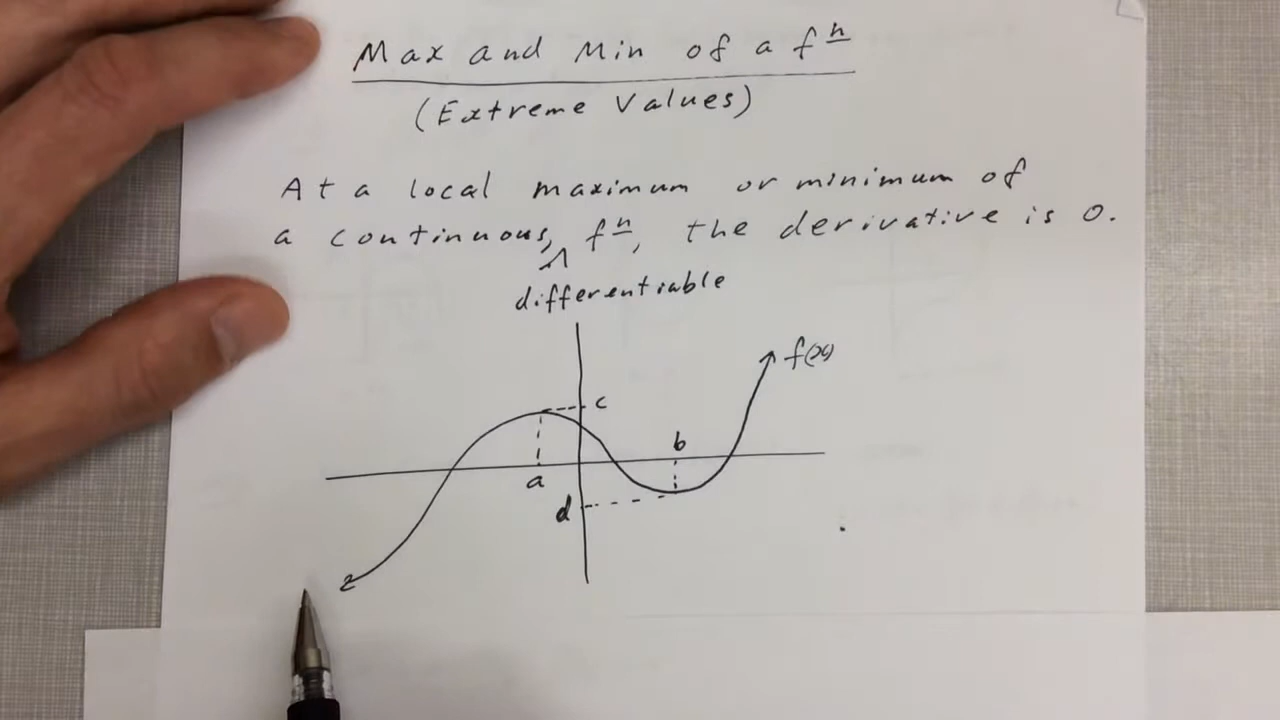 Max and Min of a fⁿ
(Extreme Values)
At a local maximum or minimum of
a continuous, fⁿ, the derivative is 0.
differentiable
f(x)
c
b
a
d